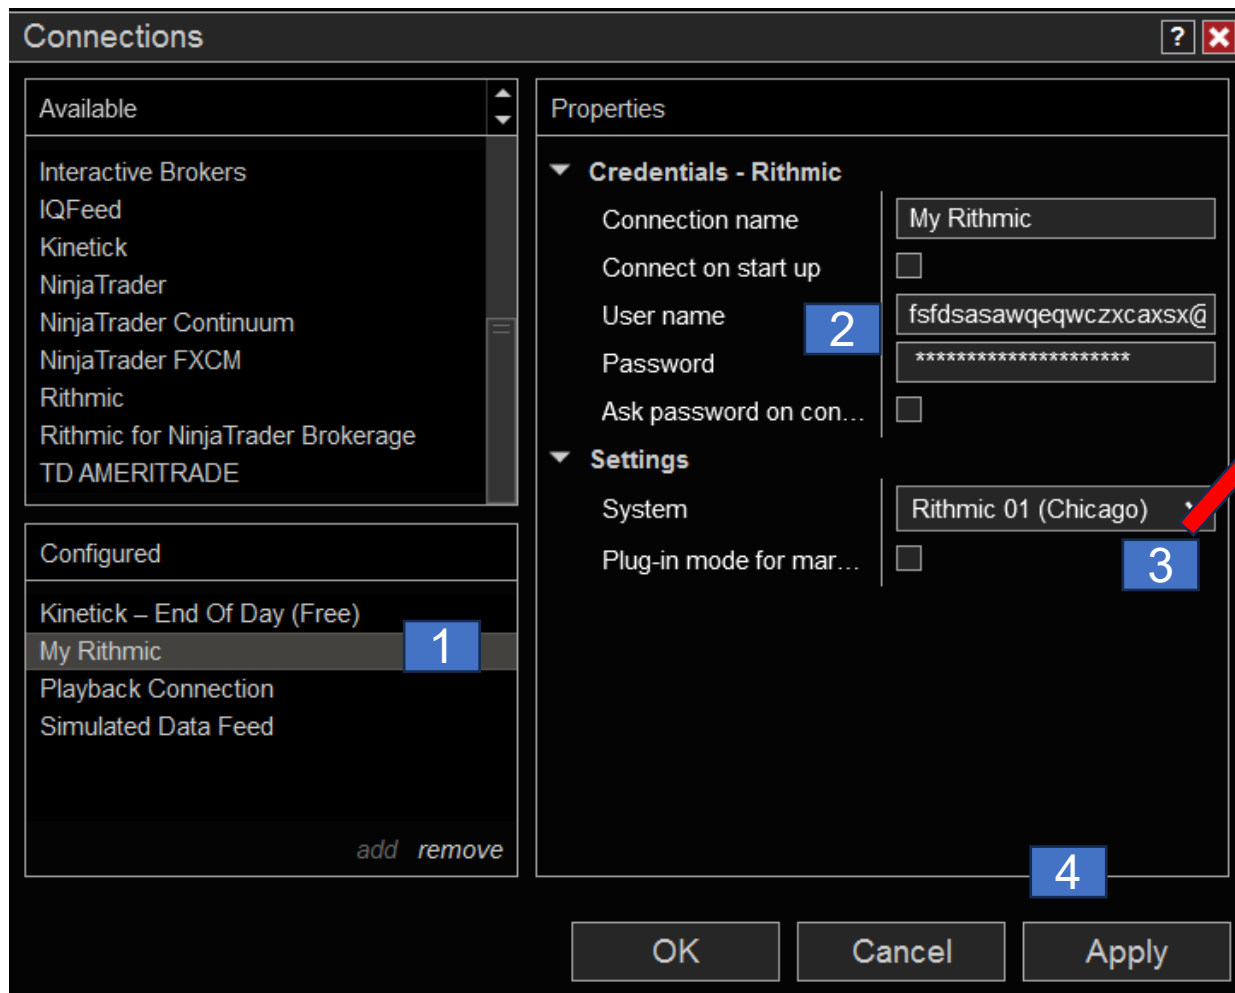 Connections
?
Available
Interactive Brokers
IQFeed
Kinetick
NinjaTrader
NinjaTrader Continuum
NinjaTrader FXCM
Rithmic
Rithmic for NinjaTrader Brokerage
TD AMERITRADE
Configured
Kinetick – End Of Day (Free)
My Rithmic
1
Playback Connection
Simulated Data Feed
add remove
Properties
Credentials - Rithmic
Connection name My Rithmic
Connect on start up
User name fsfdsasawqeqwczxcaxsx@
2
Password *********************
Ask password on con...
Settings
System Rithmic 01 (Chicago)
Plug-in mode for mar...
3
4
OK Cancel Apply